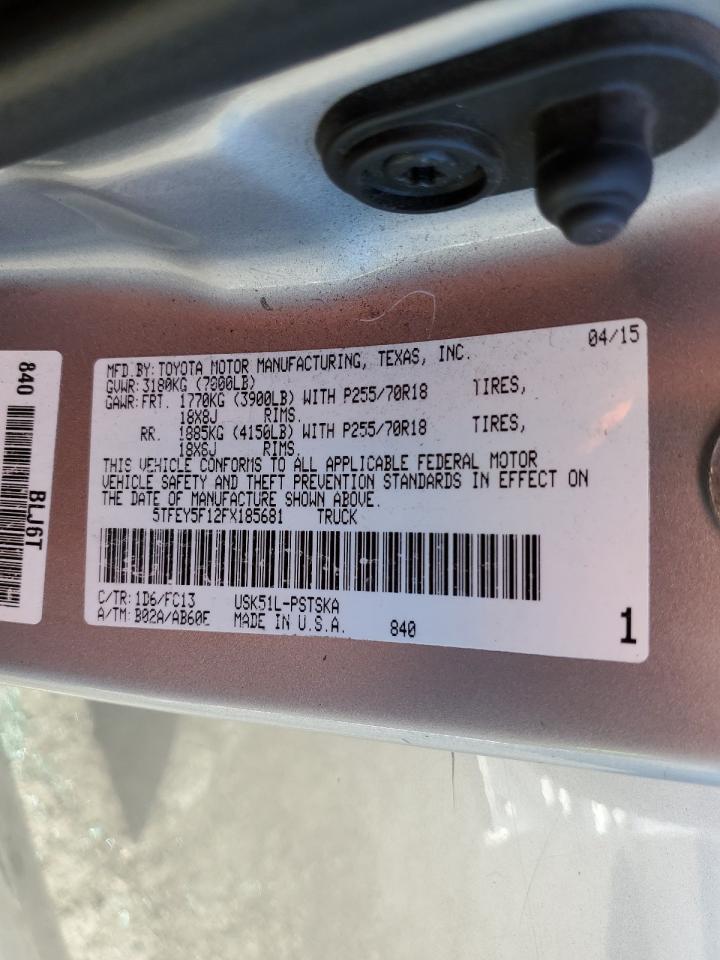 840
BLJ6T
MFD.BY:TOYOTA MOTOR MANUFACTURING, TEXAS, INC. 04/15
GVWR:3180KG (7000LB)
GAWR:FRT. 1770KG (3900LB) WITH P255/70R18 TIRES,
18X8J RIMS.
RR. 1885KG (4150LB) WITH P255/70R18 TIRES,
18X8J RIMS.
THIS VEHICLE CONFORMS TO ALL APPLICABLE FEDERAL MOTOR
VEHICLE SAFETY AND THEFT PREVENTION STANDARDS IN EFFECT ON
THE DATE OF MANUFACTURE SHOWN ABOVE.
5TFEY5F12FX185681 TRUCK
C/TR:1D6/FC13 USK51L-PSTSKA
A/TM:B02A/AB60E MADE IN U.S.A. 840 1